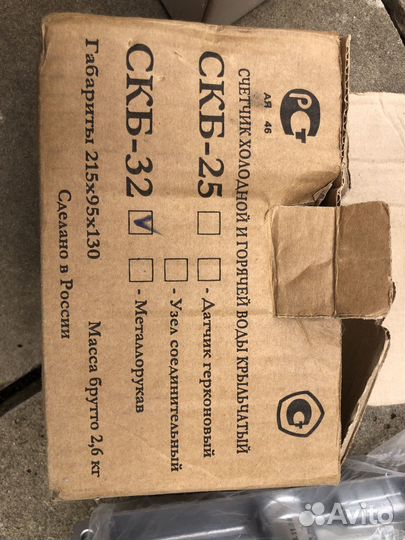 РСТ
АЯ 46
СЧЕТЧИК ХОЛОДНОЙ И ГОРЯЧЕЙ ВОДЫ КРЫЛЬЧАТЫЙ
СКБ-25 - Датчик герконовый
- Узел соединительный
СКБ-32 - Металлорукав
Габариты 215х95х130 Масса брутто 2,6 кг
Сделано в России
Avito